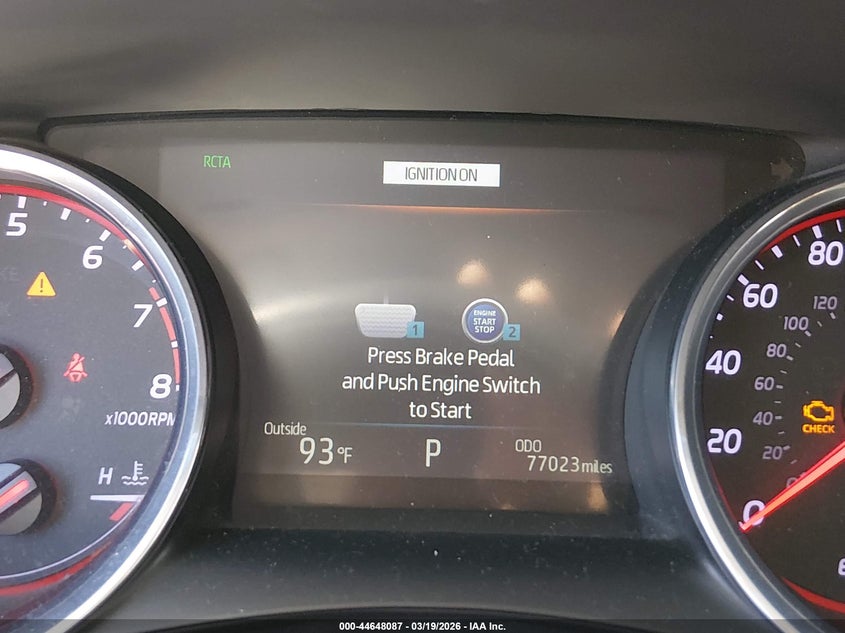 RCTA
IGNITION ON
5
6
7
8
x1000RPM
H
ENGINE
START
STOP
1
2
Press Brake Pedal
and Push Engine Switch
to Start
Outside
93°F
P
ODO
77023 miles
80
60
40
20
0
120
100
80
60
40
20
CHECK
000-44648087 - 03/19/2026 - IAA Inc.